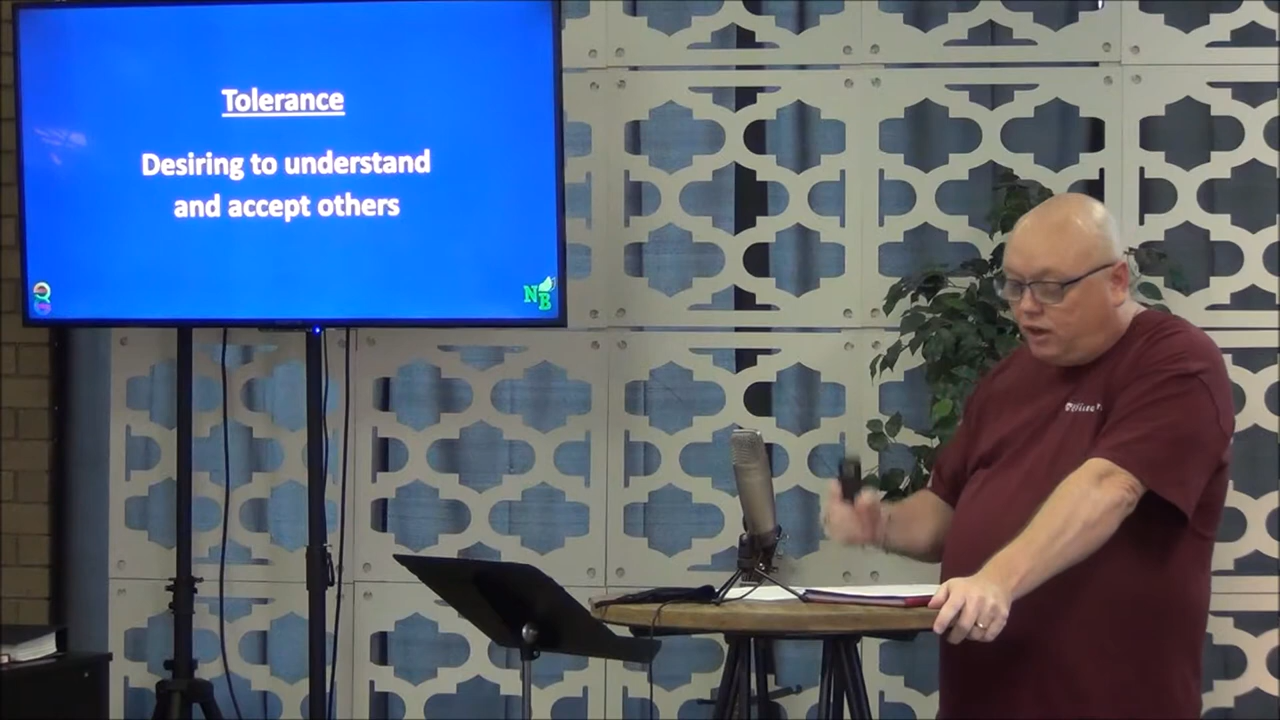 Tolerance
Desiring to understand
and accept others
NB